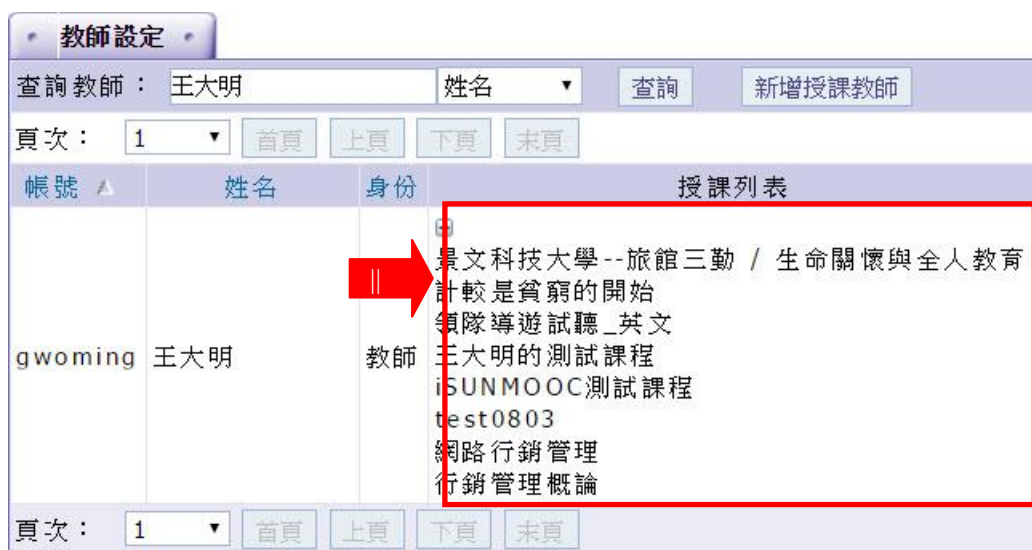 教師設定
查詢教師： 王大明 姓名 查詢 新增授課教師
頁次： 1 首頁 上頁 下頁 末頁
帳號 姓名 身份 授課列表
景文科技大學--旅館三勤 / 生命關懷與全人教育
計較是貧窮的開始
領隊導遊試聽_英文
gwoming 王大明 教師 王大明的測試課程
iSUNMOOC測試課程
test0803
網路行銷管理
行銷管理概論
頁次： 1 首頁 上頁 下頁 末頁